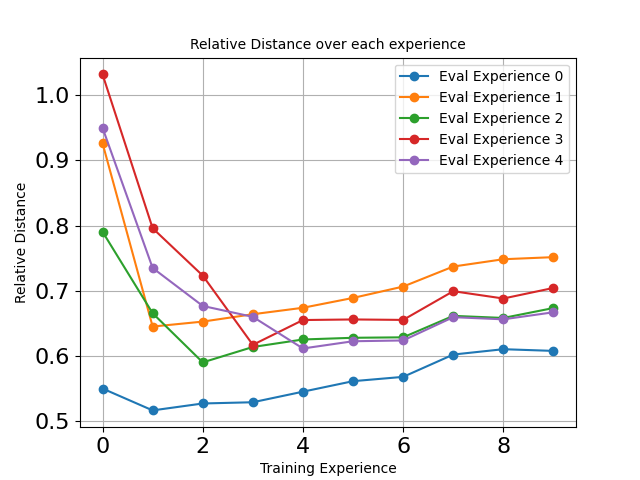 Relative Distance over each experience
Eval Experience 0
Eval Experience 1
Eval Experience 2
Eval Experience 3
Eval Experience 4
Relative Distance
1.0
0.9
0.8
0.7
0.6
0.5
0 2 4 6 8
Training Experience